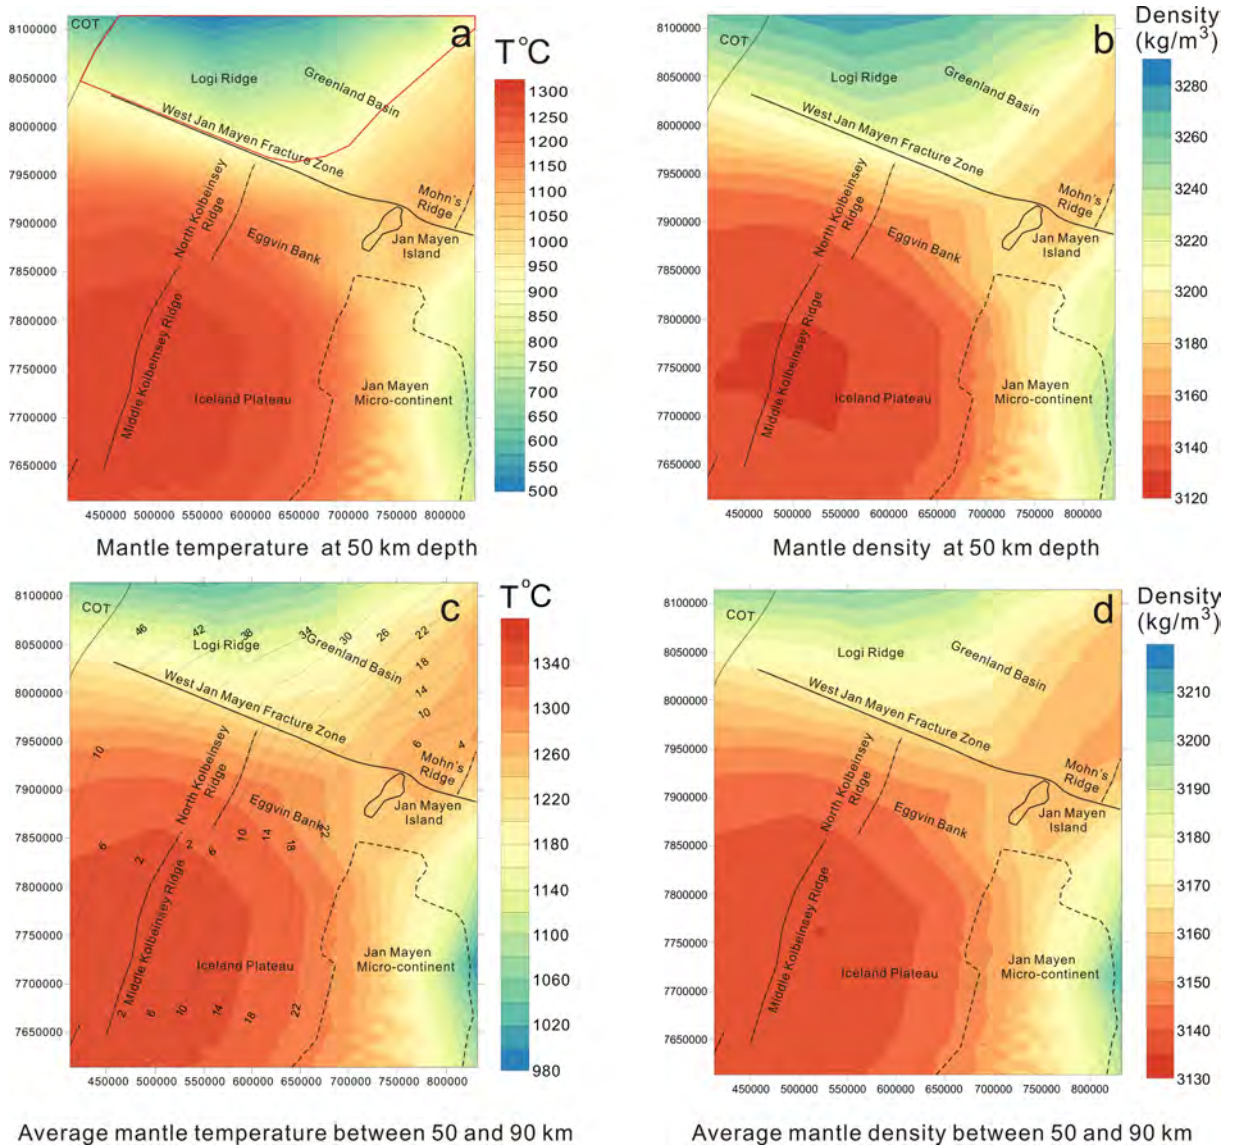 a
T°C
COT
Logi Ridge
Greenland Basin
West Jan Mayen Fracture Zone
North Kolbeinsey
Ridge
Mohn's
Ridge
Eggvin Bank
Jan Mayen
Island
Middle Kolbeinsey Ridge
Iceland Plateau
Jan Mayen
Micro-continent
8100000
8050000
8000000
7950000
7900000
7850000
7800000
7750000
7700000
7650000
450000 500000 550000 600000 650000 700000 750000 800000
1300
1250
1200
1150
1100
1050
1000
950
900
850
800
750
700
650
600
550
500
Mantle temperature at 50 km depth
b
Density
(kg/m³)
COT
Logi Ridge
Greenland Basin
West Jan Mayen Fracture Zone
North Kolbeinsey
Ridge
Mohn's
Ridge
Eggvin Bank
Jan Mayen
Island
Middle Kolbeinsey Ridge
Iceland Plateau
Jan Mayen
Micro-continent
8100000
8050000
8000000
7950000
7900000
7850000
7800000
7750000
7700000
7650000
450000 500000 550000 600000 650000 700000 750000 800000
3280
3260
3240
3220
3200
3180
3160
3140
3120
Mantle density at 50 km depth
c
T°C
COT
46 42 38 34 30 26 22
Logi Ridge
Greenland Basin
18
14
10
6 4
West Jan Mayen Fracture Zone
10
North Kolbeinsey
Ridge
Mohn's
Ridge
Eggvin Bank
Jan Mayen
Island
6 2 2 6 10 14 18 22
Middle Kolbeinsey Ridge
Iceland Plateau
Jan Mayen
Micro-continent
2 6 10 14 18 22
8100000
8050000
8000000
7950000
7900000
7850000
7800000
7750000
7700000
7650000
450000 500000 550000 600000 650000 700000 750000 800000
1340
1300
1260
1220
1180
1140
1100
1060
1020
980
Average mantle temperature between 50 and 90 km
d
Density
(kg/m³)
COT
Logi Ridge
Greenland Basin
West Jan Mayen Fracture Zone
North Kolbeinsey
Ridge
Mohn's
Ridge
Eggvin Bank
Jan Mayen
Island
Middle Kolbeinsey Ridge
Iceland Plateau
Jan Mayen
Micro-continent
8100000
8050000
8000000
7950000
7900000
7850000
7800000
7750000
7700000
7650000
450000 500000 550000 600000 650000 700000 750000 800000
3210
3200
3190
3180
3170
3160
3150
3140
3130
Average mantle density between 50 and 90 km